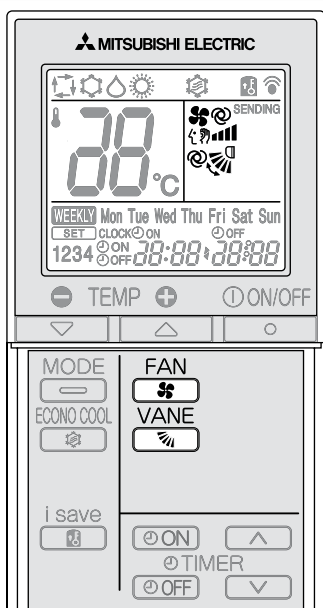 MITSUBISHI ELECTRIC
SENDING
88°C
WEEKLY Mon Tue Wed Thu Fri Sat Sun
SET CLOCK ON OFF
1234 ON OFF 88:88 88:88
TEMP ON/OFF
MODE FAN
ECONO COOL VANE
i save
ON
TIMER
OFF